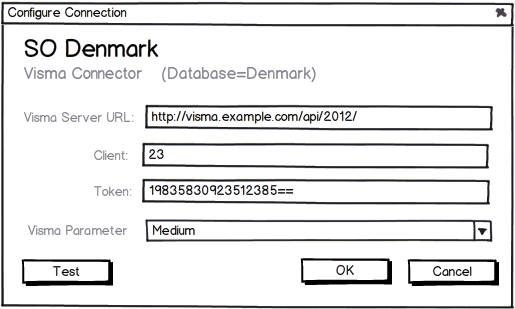 Configure Connection
SO Denmark
Visma Connector (Database=Denmark)
Visma Server URL: http://visma.example.com/api/2012/
Client: 23
Token: 19835830923512385==
Visma Parameter Medium
Test OK Cancel